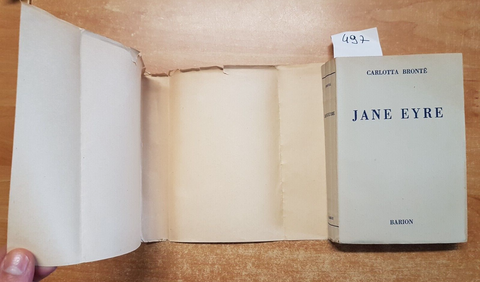 497
CARLOTTA BRONTË
JANE EYRE
BARION